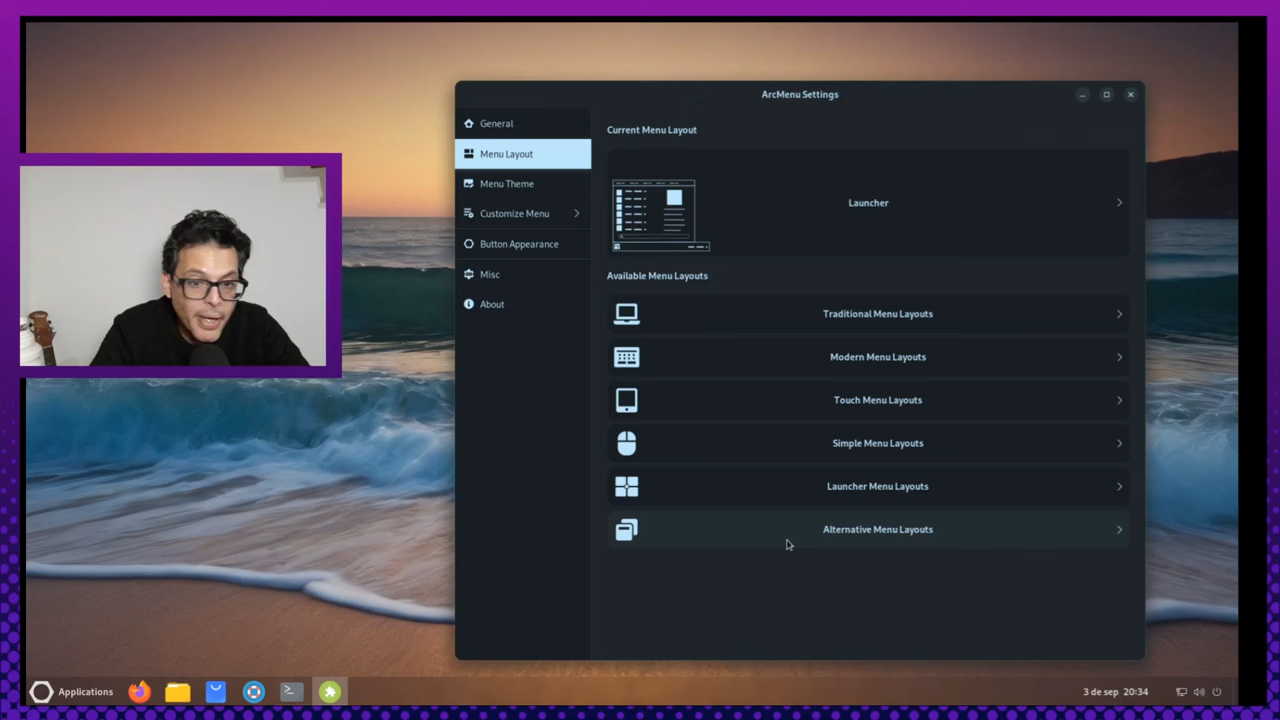 ArcMenu Settings
General
Menu Layout
Menu Theme
Customize Menu
Button Appearance
Misc
About
Current Menu Layout
Launcher
Available Menu Layouts
Traditional Menu Layouts
Modern Menu Layouts
Touch Menu Layouts
Simple Menu Layouts
Launcher Menu Layouts
Alternative Menu Layouts
Applications
3 de sep 20:34